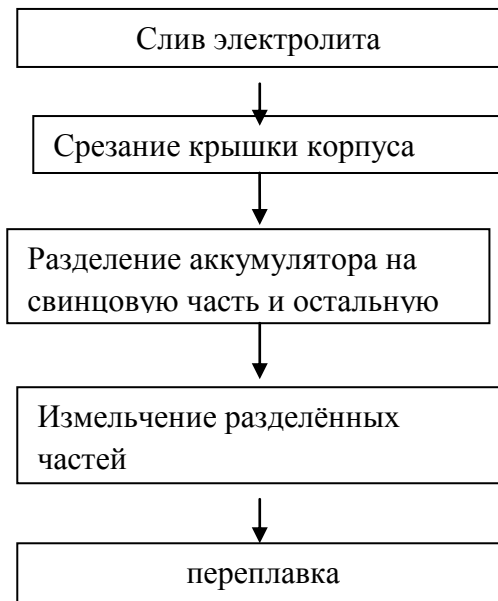 Слив электролита
Срезание крышки корпуса
Разделение аккумулятора на
свинцовую часть и остальную
Измельчение разделённых
частей
переплавка